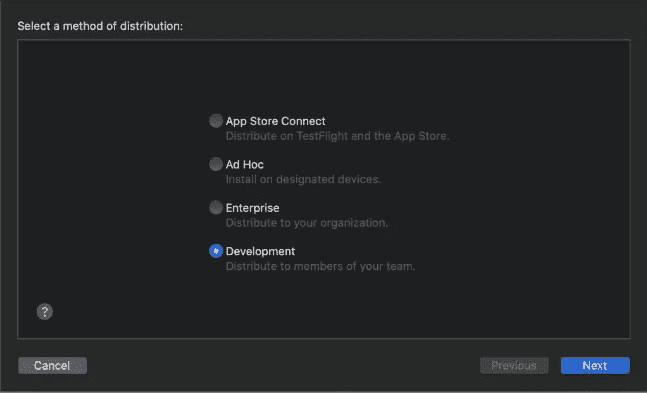 Select a method of distribution:
App Store Connect
Distribute on TestFlight and the App Store.
Ad Hoc
Install on designated devices.
Enterprise
Distribute to your organization.
Development
Distribute to members of your team.
?
Cancel
Previous
Next